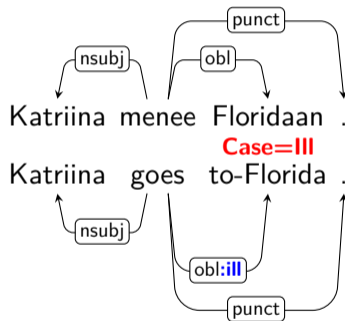 punct
nsubj obl
Katriina menee Floridaan .
Case=Ill
Katriina goes to-Florida .
nsubj
obl:ill
punct